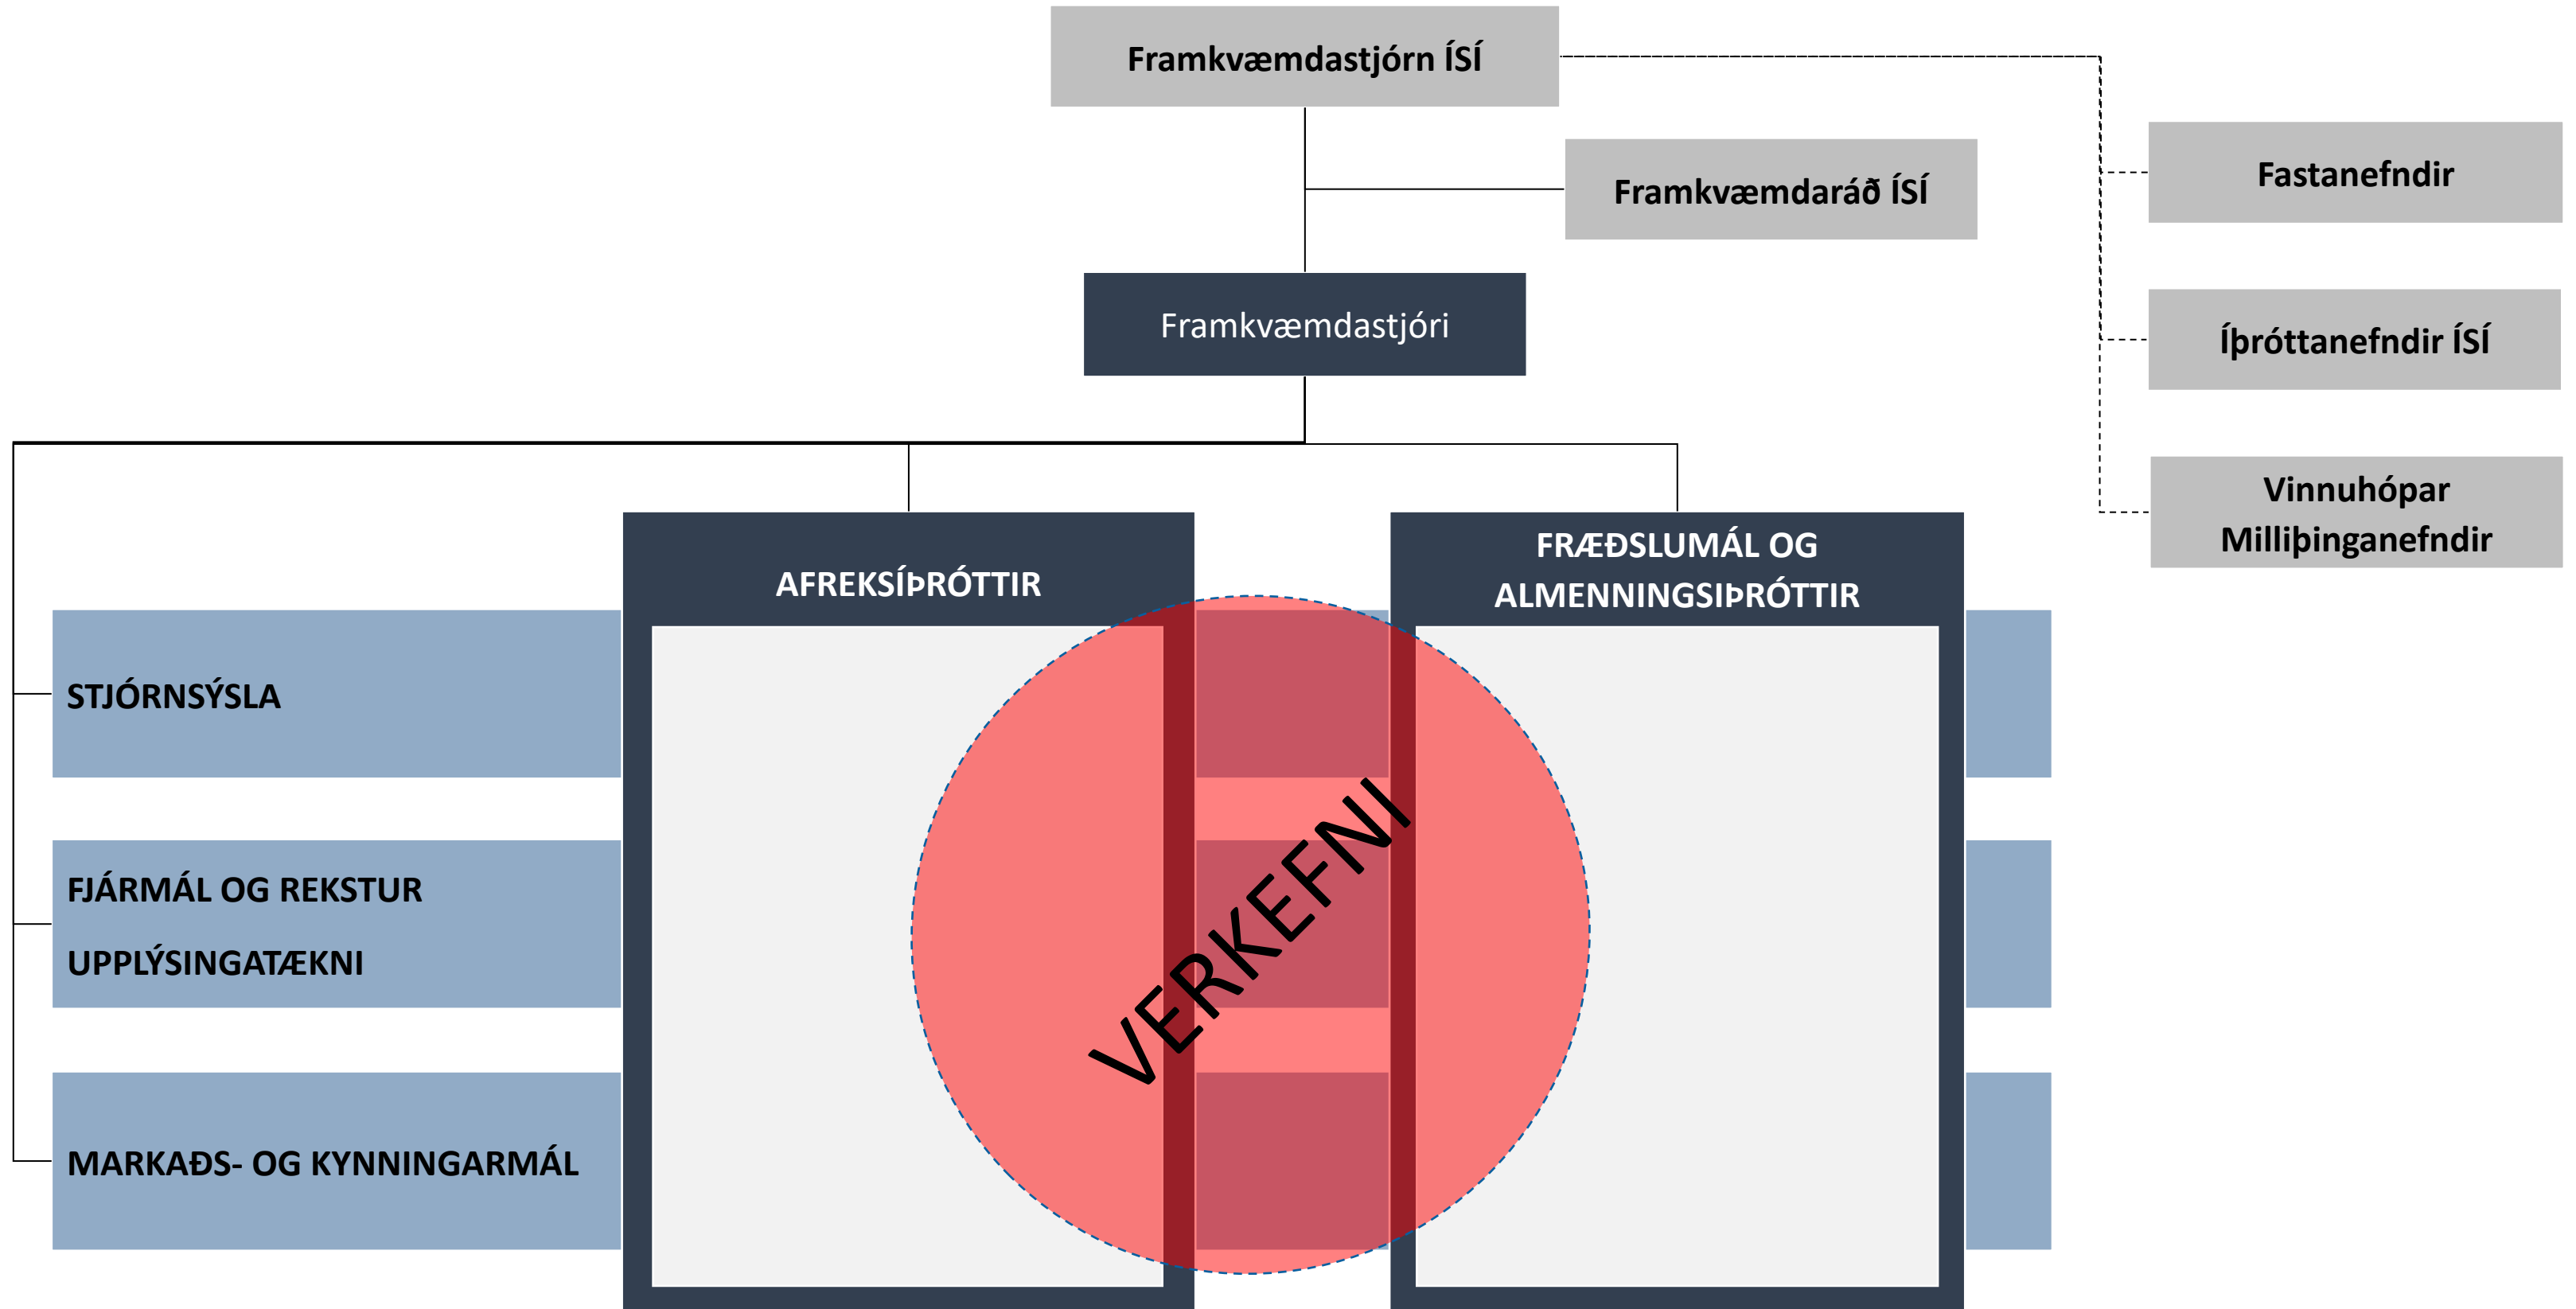 Framkvæmdastjórn ÍSÍ
Framkvæmdaráð ÍSÍ
Fastanefndir
Íþróttanefndir ÍSÍ
Vinnuhópar
Milliþinganefndir
Framkvæmdastjóri
AFREKSÍÞRÓTTIR
FRÆÐSLUMÁL OG
ALMENNINGSIÞRÓTTIR
STJÓRNSÝSLA
FJÁRMÁL OG REKSTUR
UPPLÝSINGATÆKNI
MARKAÐS- OG KYNNINGARMÁL
VERKEFNI